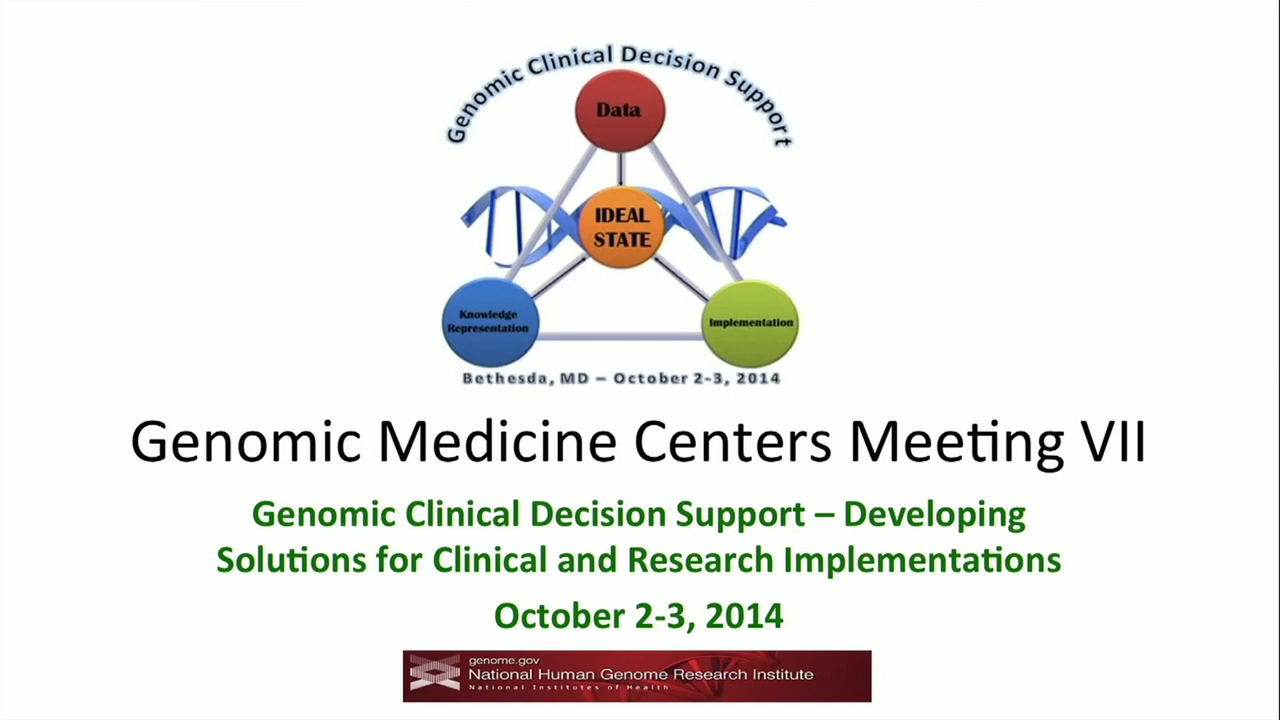 Genomic Clinical Decision Support
Data
IDEAL
STATE
Knowledge
Representation
Implementation
Bethesda, MD – October 2-3, 2014
Genomic Medicine Centers Meeting VII
Genomic Clinical Decision Support – Developing
Solutions for Clinical and Research Implementations
October 2-3, 2014
genome.gov
National Human Genome Research Institute
National Institutes of Health